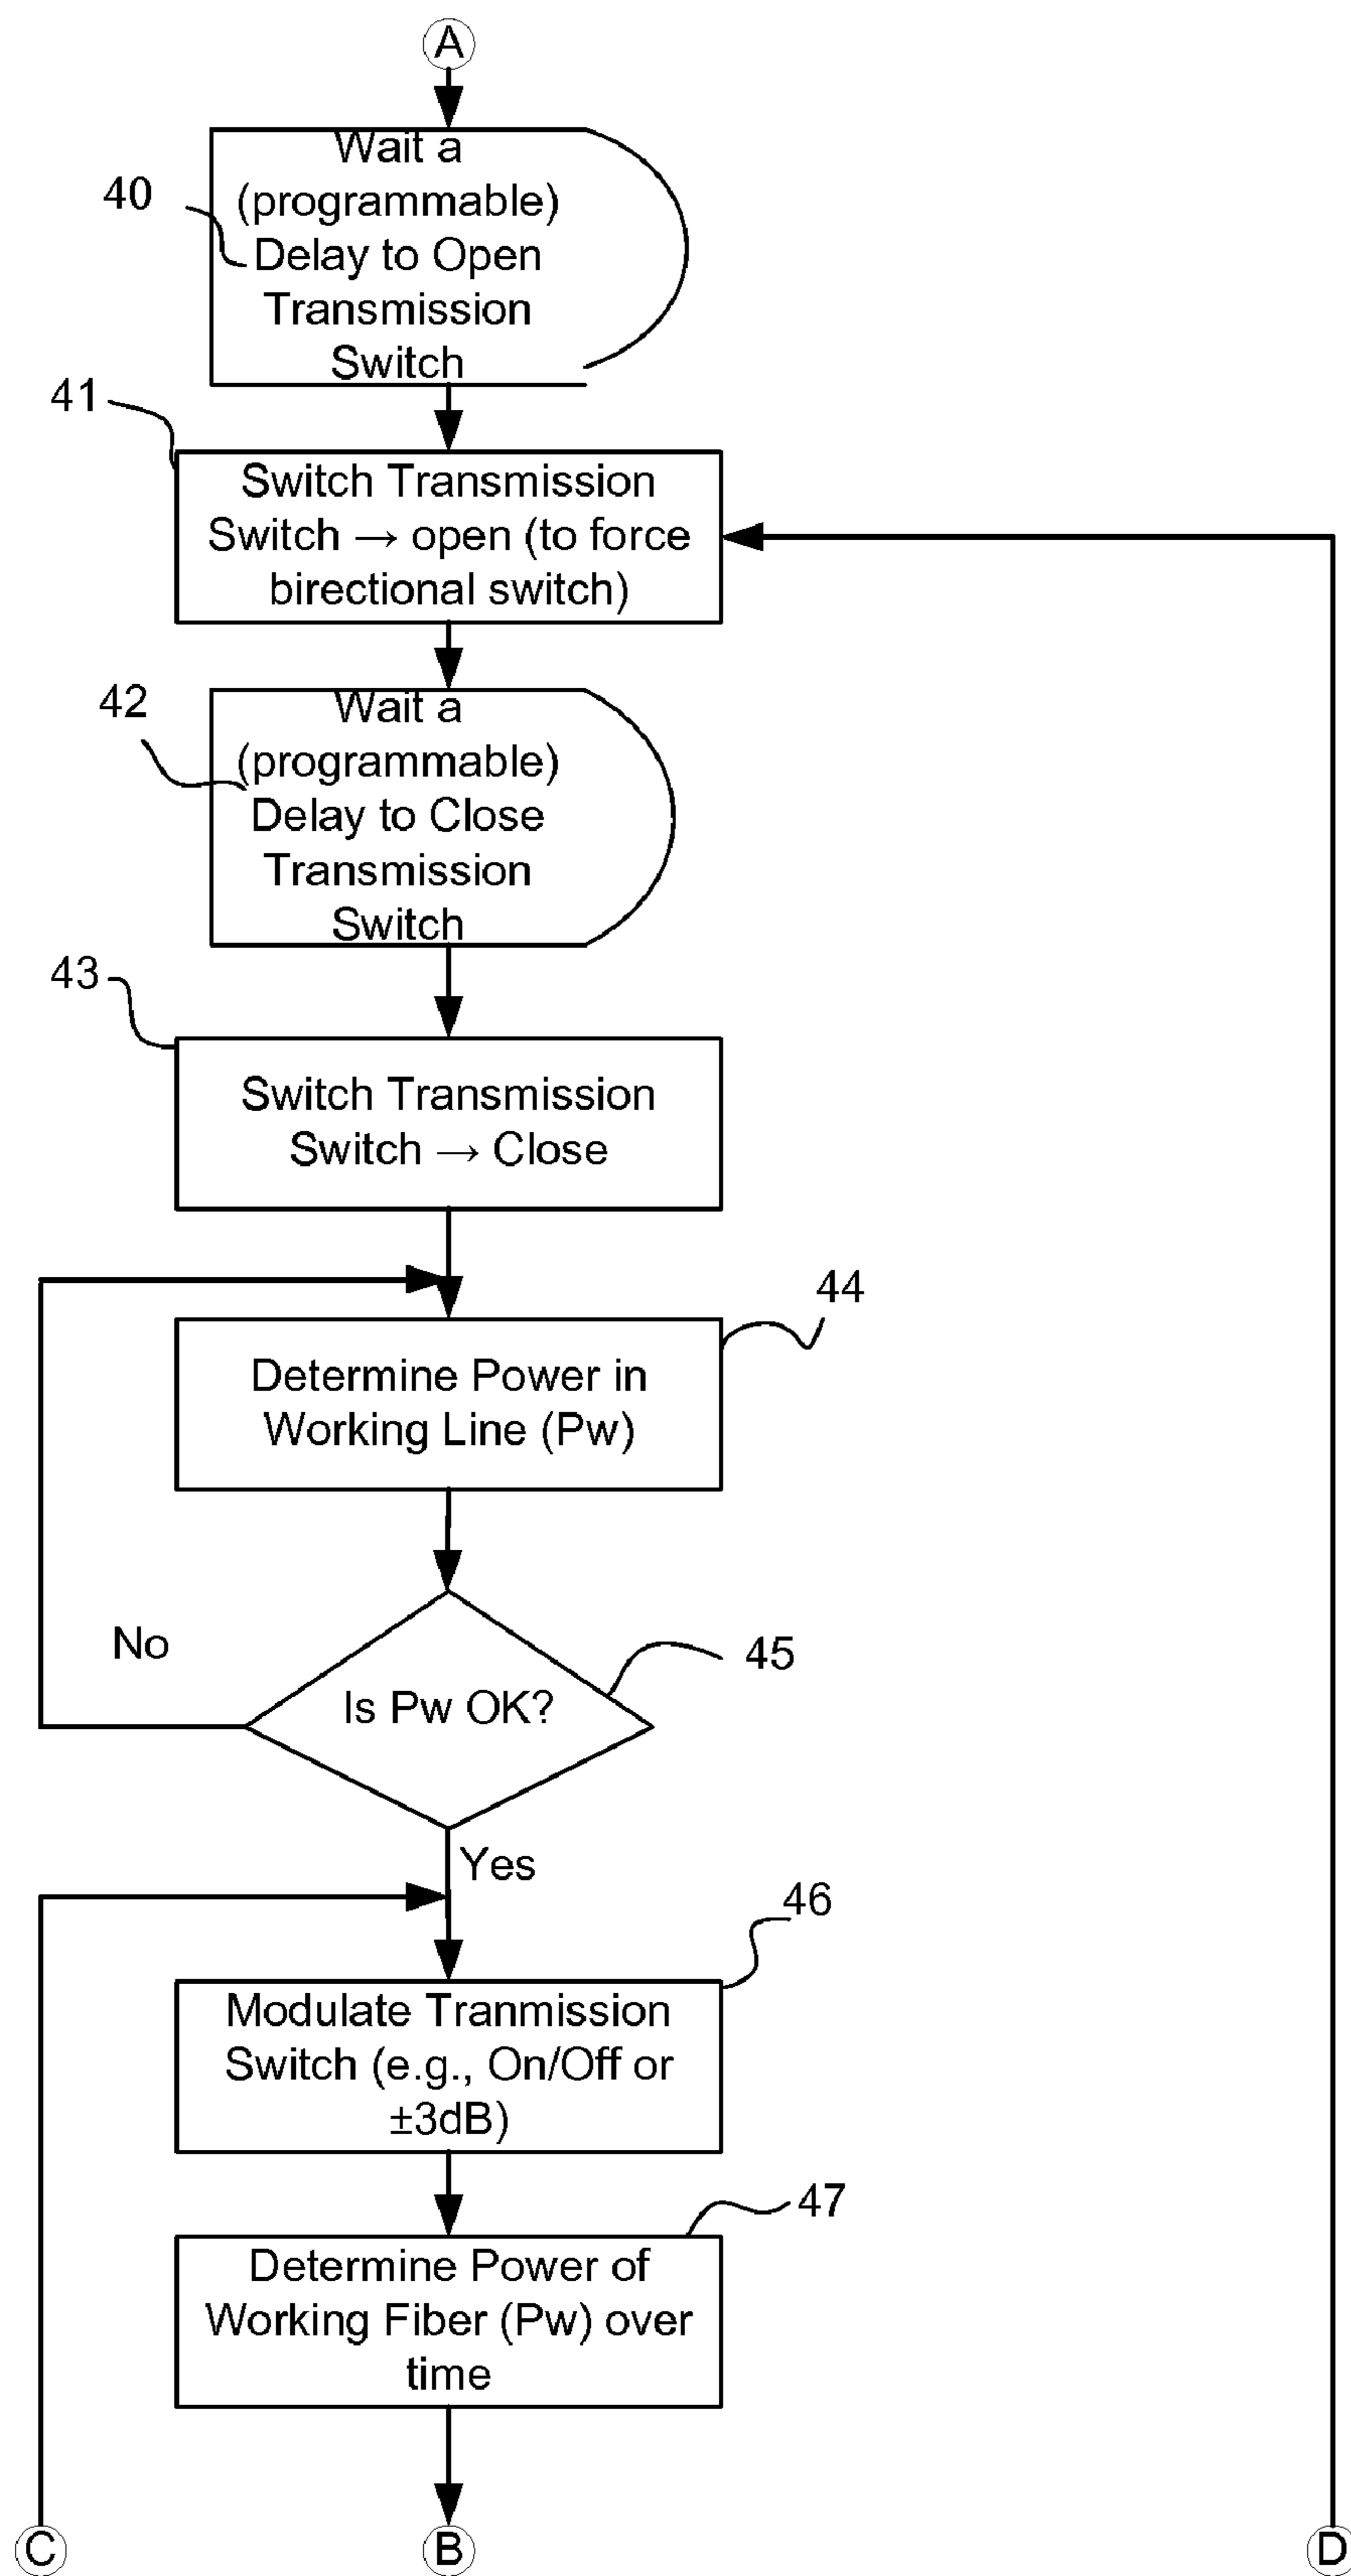 A
Wait a
(programmable)
40
Delay to Open
Transmission
Switch
41
Switch Transmission
Switch → open (to force
birectional switch)
42
Wait a
(programmable)
Delay to Close
Transmission
Switch
43
Switch Transmission
Switch → Close
44
Determine Power in
Working Line (Pw)
No
45
Is Pw OK?
Yes
46
Modulate Tranmission
Switch (e.g., On/Off or
±3dB)
47
Determine Power of
Working Fiber (Pw) over
time
C
B
D